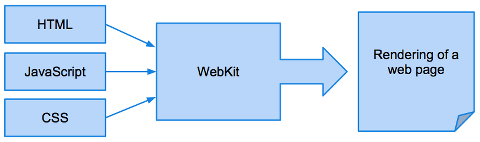 HTML
JavaScript
CSS
WebKit
Rendering of a
web page